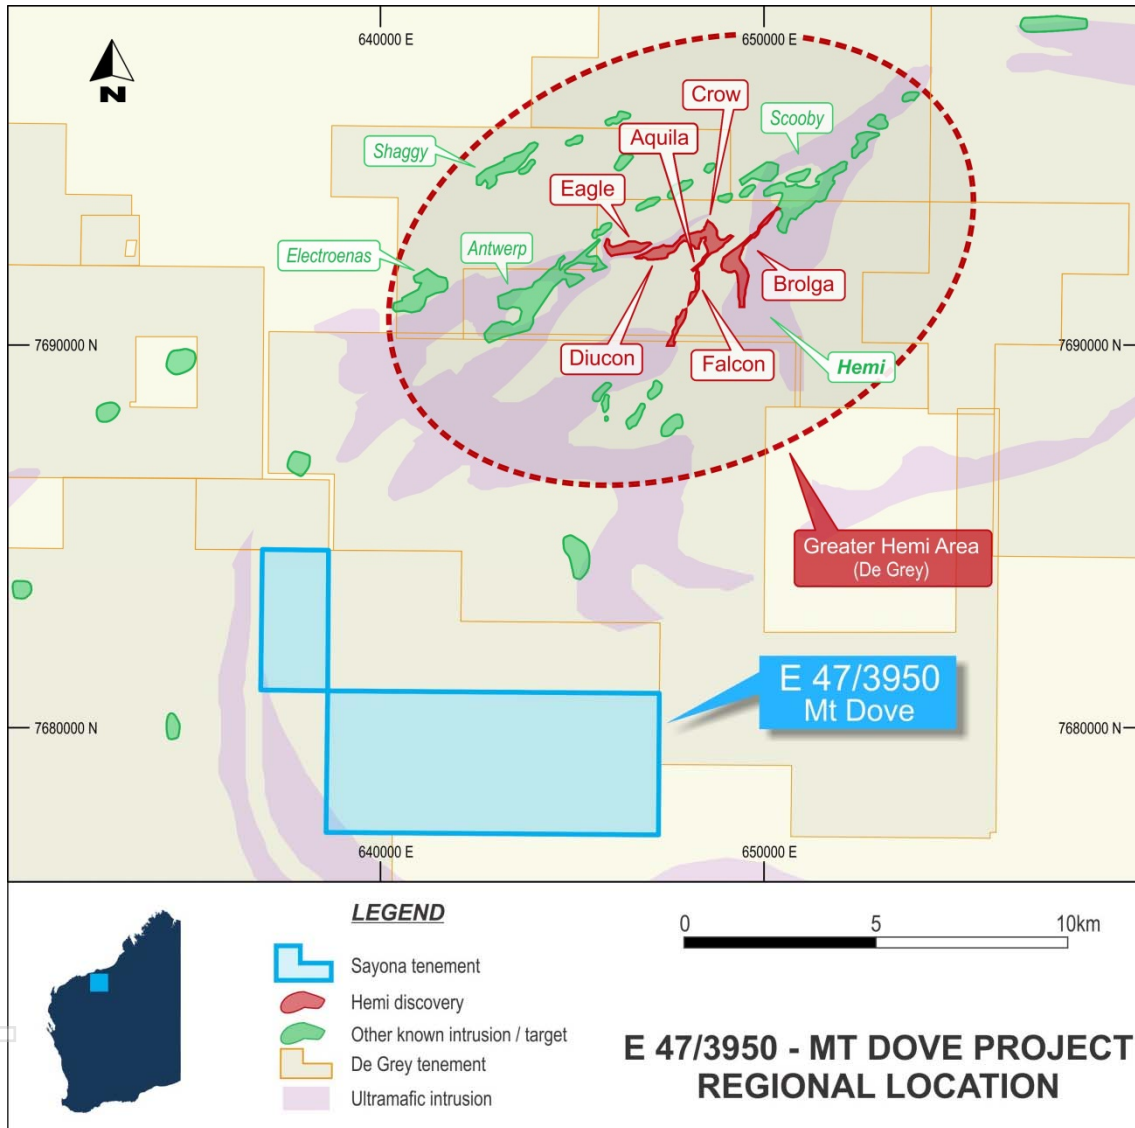 640000 E
650000 E
N
Crow
Scooby
Aquila
Shaggy
Eagle
Electroenas
Antwerp
Brolga
7690000 N
7690000 N
Diucon
Falcon
Hemi
Greater Hemi Area
(De Grey)
E 47/3950
Mt Dove
7680000 N
7680000 N
640000 E
650000 E
LEGEND
Sayona tenement
Hemi discovery
Other known intrusion / target
De Grey tenement
Ultramafic intrusion
0 5 10km
E 47/3950 - MT DOVE PROJECT
REGIONAL LOCATION